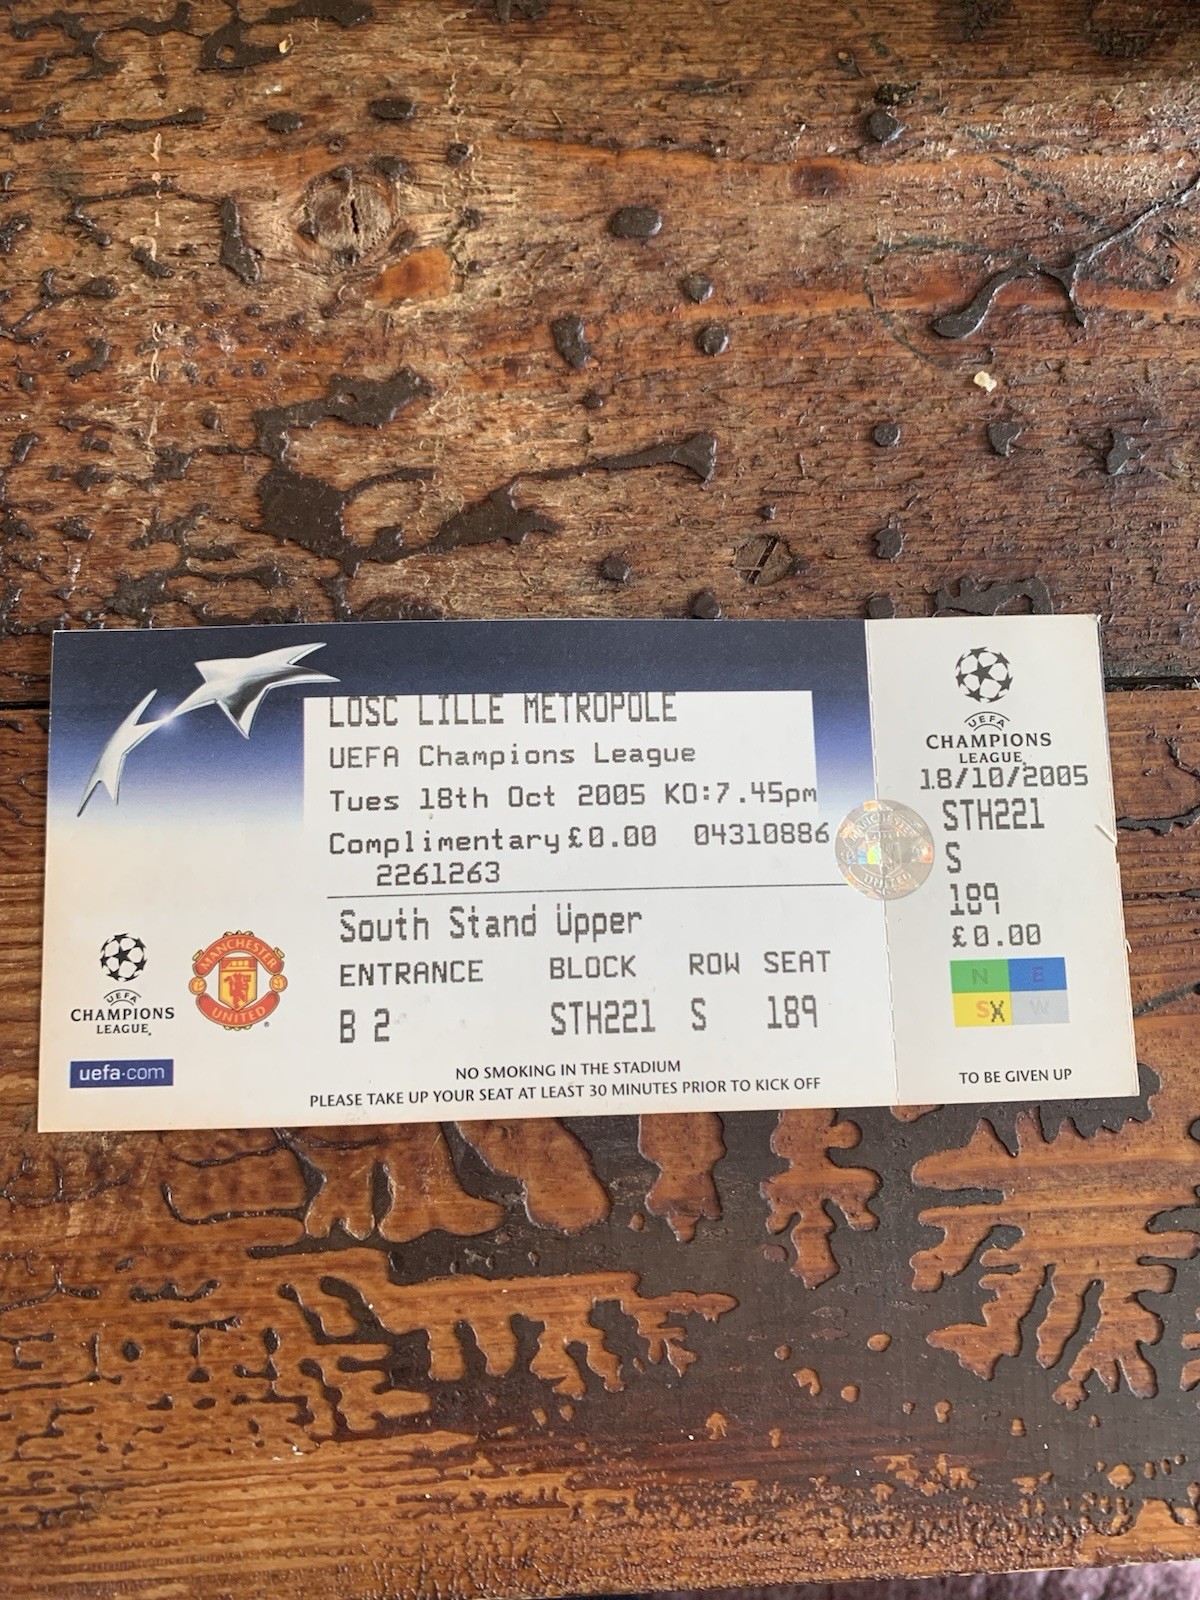 LOSC LILLE METROPOLE
UEFA Champions League
Tues 18th Oct 2005 KO:7.45pm
Complimentary £0.00 04310886
2261263
South Stand Upper
ENTRANCE BLOCK ROW SEAT
B 2 STH221 S 189
NO SMOKING IN THE STADIUM
PLEASE TAKE UP YOUR SEAT AT LEAST 30 MINUTES PRIOR TO KICK OFF
UEFA
CHAMPIONS
LEAGUE
uefa.com
MANCHESTER
UNITED
MANCHESTER
UNITED
UEFA
CHAMPIONS
LEAGUE
18/10/2005
STH221
S
189
£0.00
N E
SX W
TO BE GIVEN UP